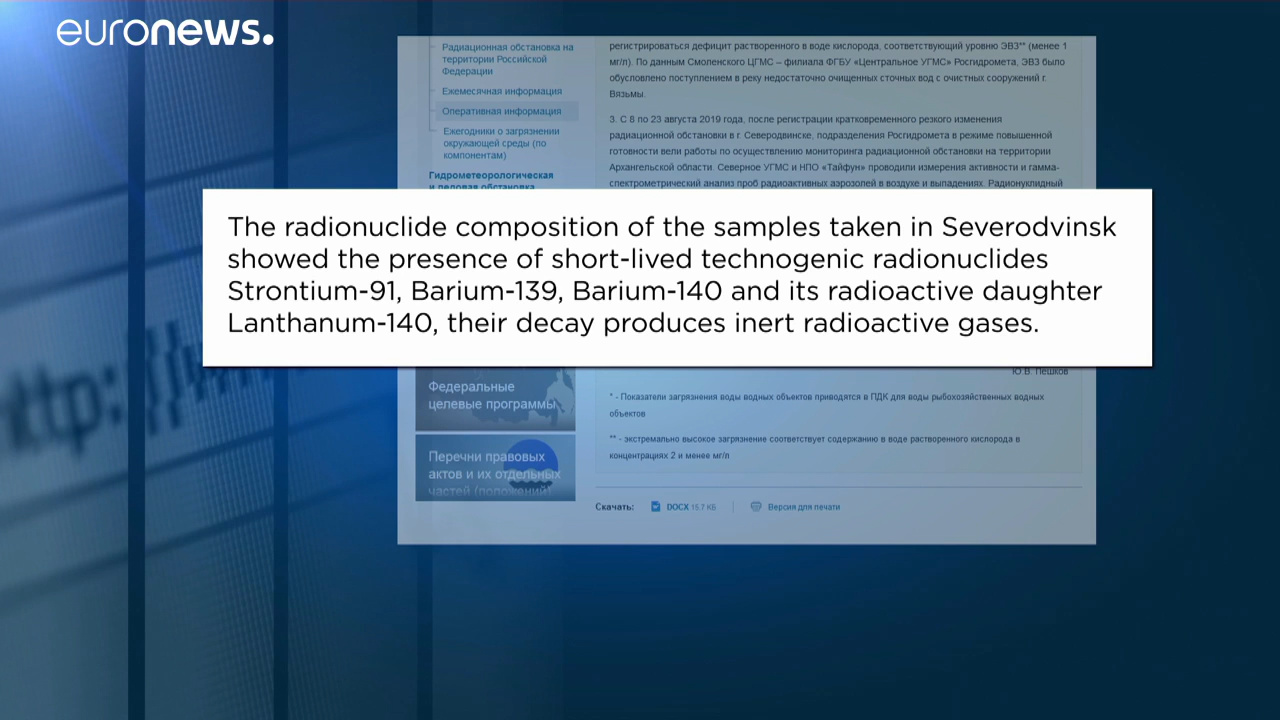 euronews.
Радиационная обстановка на
территории Российской
Федерации
Ежемесячная информация
Оперативная информация
Ежегодники о загрязнении
окружающей среды (по
компонентам)
Гидрометеорологическая
и ледовая обстановка
регистрироваться дефицит растворенного в воде кислорода, соответствующий уровню ЭВЗ** (менее 1
мг/л). По данным Смоленского ЦГМС – филиала ФГБУ «Центральное УГМС» Росгидромета, ЭВЗ было
обусловлено поступлением в реку недостаточно очищенных сточных вод с очистных сооружений г.
Вязьмы.
3. С 8 по 23 августа 2019 года, после регистрации кратковременного резкого изменения
радиационной обстановки в г. Северодвинске, подразделения Росгидромета в режиме повышенной
готовности вели работы по осуществлению мониторинга радиационной обстановки на территории
Архангельской области. Северное УГМС и НПО «Тайфун» проводили измерения активности и гамма-
спектрометрический анализ проб радиоактивных аэрозолей в воздухе и выпадениях. Радионуклидный
The radionuclide composition of the samples taken in Severodvinsk
showed the presence of short-lived technogenic radionuclides
Strontium-91, Barium-139, Barium-140 and its radioactive daughter
Lanthanum-140, their decay produces inert radioactive gases.
http://
Ю.В. Пешков
Федеральные
целевые программы
Перечни правовых
актов и их отдельных
частей (положений)
* - Показатели загрязнения воды водных объектов приводятся в ПДК для воды рыбохозяйственных водных
объектов
** - экстремально высокое загрязнение соответствует содержанию в воде растворенного кислорода в
концентрациях 2 и менее мг/л
Скачать: DOCX 15.7 КБ Версия для печати